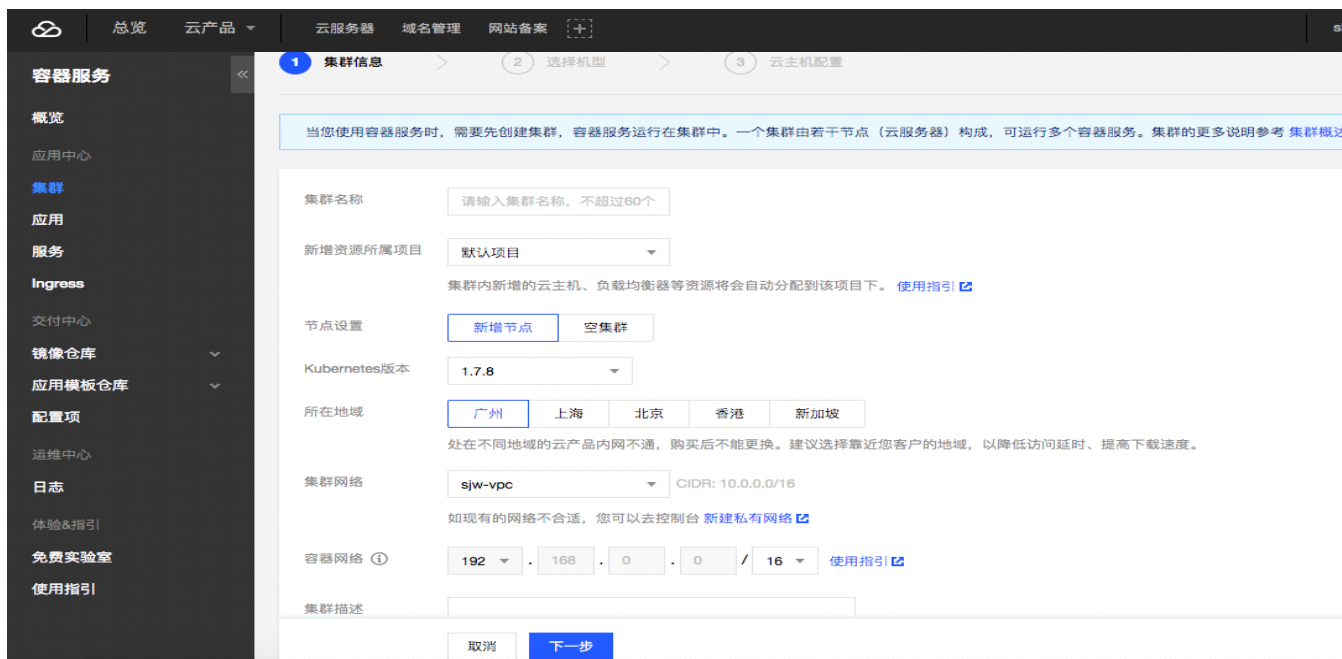 总览 云产品 云服务器 域名管理 网站备案
容器服务
概览
应用中心
集群
应用
服务
Ingress
交付中心
镜像仓库
应用模板仓库
配置项
运维中心
日志
体验&指引
免费实验室
使用指引
1 集群信息 2 选择机型 3 云主机配置
当您使用容器服务时，需要先创建集群，容器服务运行在集群中。一个集群由若干节点（云服务器）构成，可运行多个容器服务。集群的更多说明参考 集群概述
集群名称 请输入集群名称，不超过60个
新增资源所属项目 默认项目
集群内新增的云主机、负载均衡器等资源将会自动分配到该项目下。 使用指引
节点设置 新增节点 空集群
Kubernetes版本 1.7.8
所在地域 广州 上海 北京 香港 新加坡
处在不同地域的云产品内网不通，购买后不能更换。建议选择靠近您客户的地域，以降低访问延时、提高下载速度。
集群网络 sjw-vpc CIDR: 10.0.0.0/16
如现有的网络不合适，您可以去控制台 新建私有网络
容器网络 192 . 168 . 0 . 0 / 16 使用指引
集群描述
取消 下一步